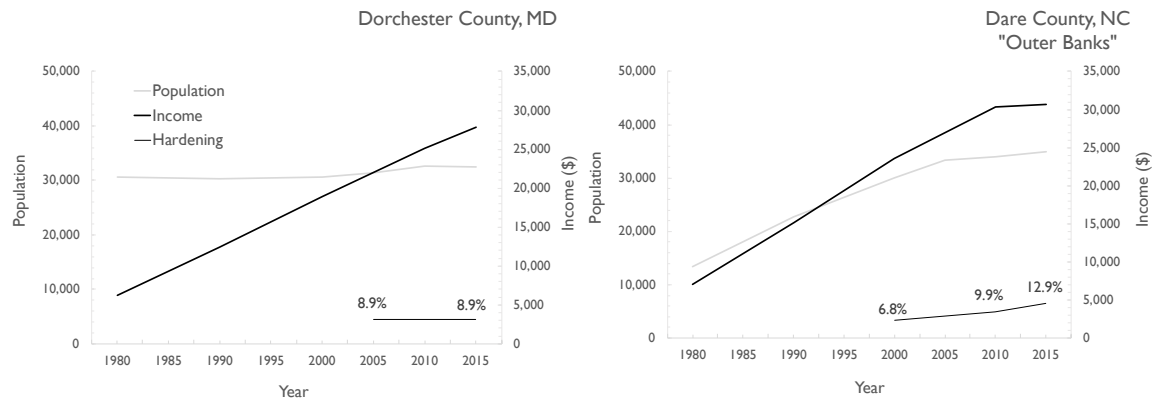 Dorchester County, MD
50,000
40,000
30,000
20,000
10,000
0
Population
Population
Income
Hardening
35,000
30,000
25,000
20,000
15,000
10,000
5,000
0
Income ($)
8.9%
8.9%
1980 1985 1990 1995 2000 2005 2010 2015
Year
Dare County, NC
"Outer Banks"
50,000
40,000
30,000
20,000
10,000
0
Population
35,000
30,000
25,000
20,000
15,000
10,000
5,000
0
Income ($)
6.8%
9.9%
12.9%
1980 1985 1990 1995 2000 2005 2010 2015
Year